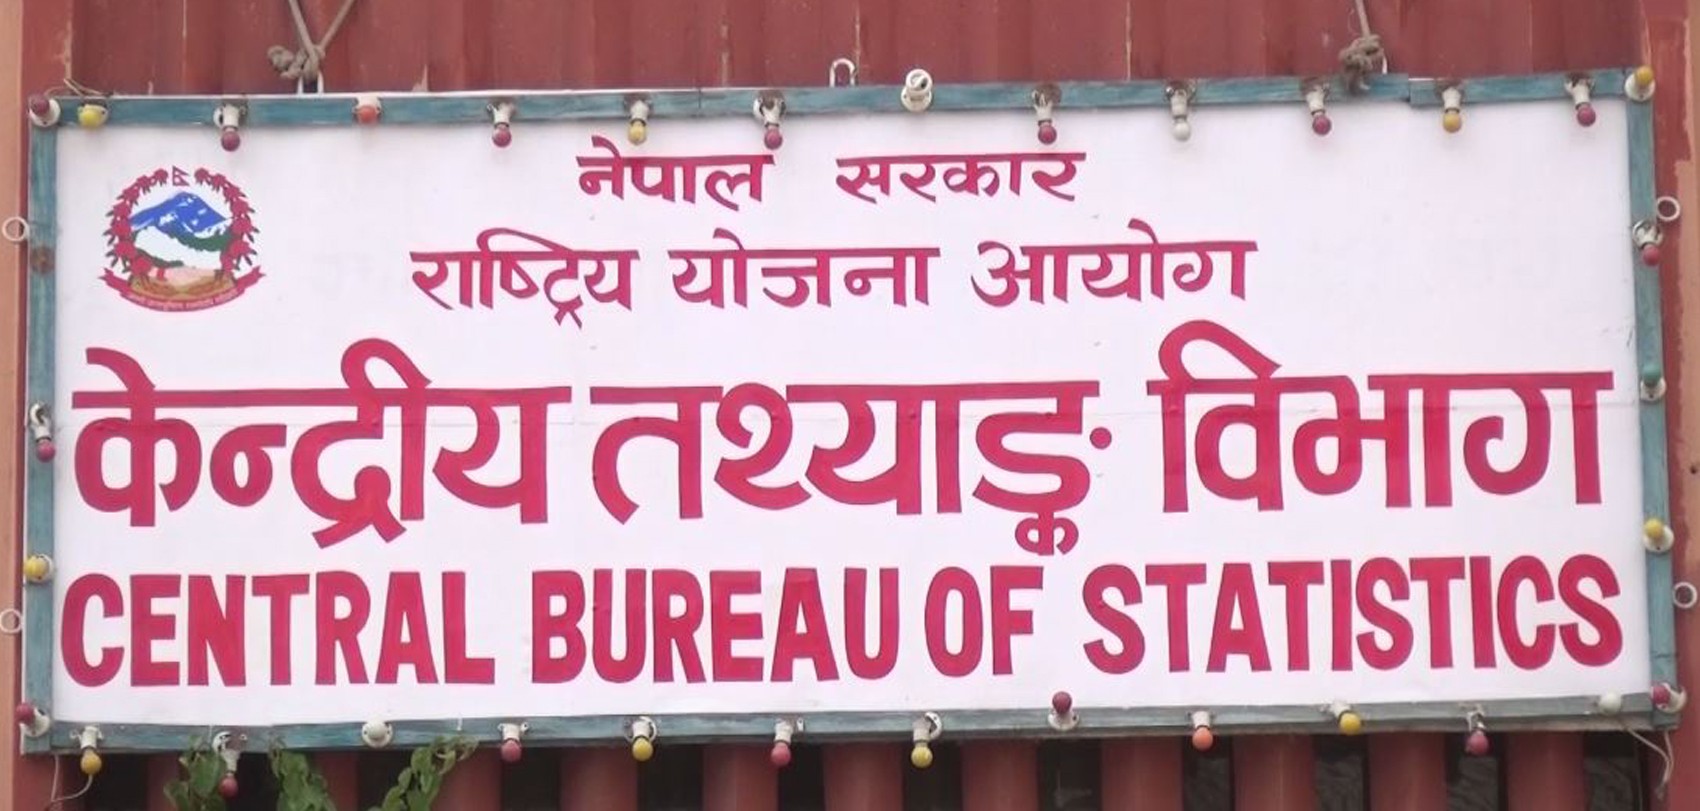 नेपाल सरकार
राष्ट्रिय योजना आयोग
केन्द्रीय तथ्याङ्क विभाग
CENTRAL BUREAU OF STATISTICS